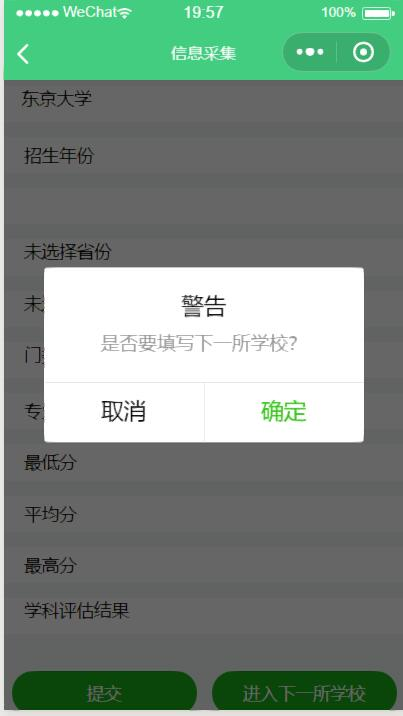 WeChat 19:57 100%
信息采集
东京大学
招生年份
未选择省份
警告
是否要填写下一所学校?
取消 确定
最低分
平均分
最高分
学科评估结果
提交 进入下一所学校